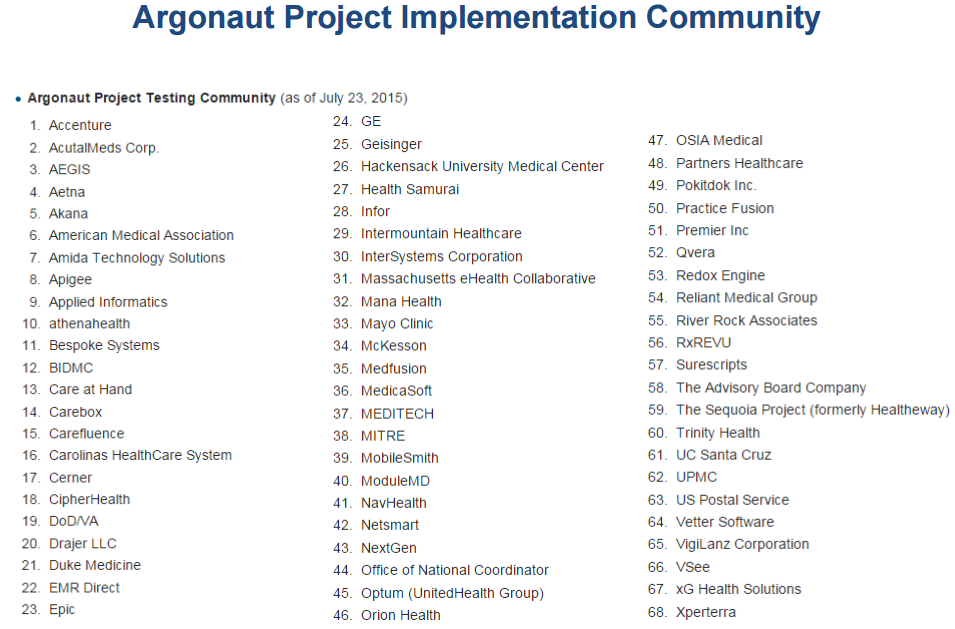 Argonaut Project Implementation Community
• Argonaut Project Testing Community (as of July 23, 2015)
1. Accenture
2. AcutalMeds Corp.
3. AEGIS
4. Aetna
5. Akana
6. American Medical Association
7. Amida Technology Solutions
8. Apigee
9. Applied Informatics
10. athenahealth
11. Bespoke Systems
12. BIDMC
13. Care at Hand
14. Carebox
15. Carefluence
16. Carolinas HealthCare System
17. Cerner
18. CipherHealth
19. DoD/VA
20. Drajer LLC
21. Duke Medicine
22. EMR Direct
23. Epic
24. GE
25. Geisinger
26. Hackensack University Medical Center
27. Health Samurai
28. Infor
29. Intermountain Healthcare
30. InterSystems Corporation
31. Massachusetts eHealth Collaborative
32. Mana Health
33. Mayo Clinic
34. McKesson
35. Medfusion
36. MedicaSoft
37. MEDITECH
38. MITRE
39. MobileSmith
40. ModuleMD
41. NavHealth
42. Netsmart
43. NextGen
44. Office of National Coordinator
45. Optum (UnitedHealth Group)
46. Orion Health
47. OSIA Medical
48. Partners Healthcare
49. Pokitdok Inc.
50. Practice Fusion
51. Premier Inc
52. Qvera
53. Redox Engine
54. Reliant Medical Group
55. River Rock Associates
56. RxREVU
57. Surescripts
58. The Advisory Board Company
59. The Sequoia Project (formerly Healtheway)
60. Trinity Health
61. UC Santa Cruz
62. UPMC
63. US Postal Service
64. Vetter Software
65. VigiLanz Corporation
66. VSee
67. xG Health Solutions
68. Xperterra